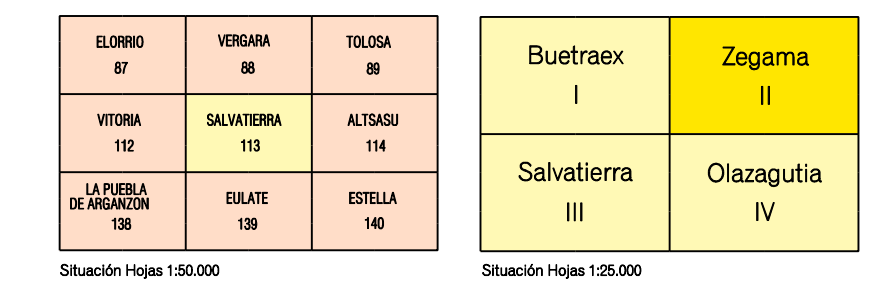 ELORRIO
87
VERGARA
88
TOLOSA
89
VITORIA
112
SALVATIERRA
113
ALTSASU
114
LA PUEBLA
DE ARGANZON
138
EULATE
139
ESTELLA
140
Situación Hojas 1:50.000
Buetraex
I
Zegama
II
Salvatierra
III
Olazagutia
IV
Situación Hojas 1:25.000